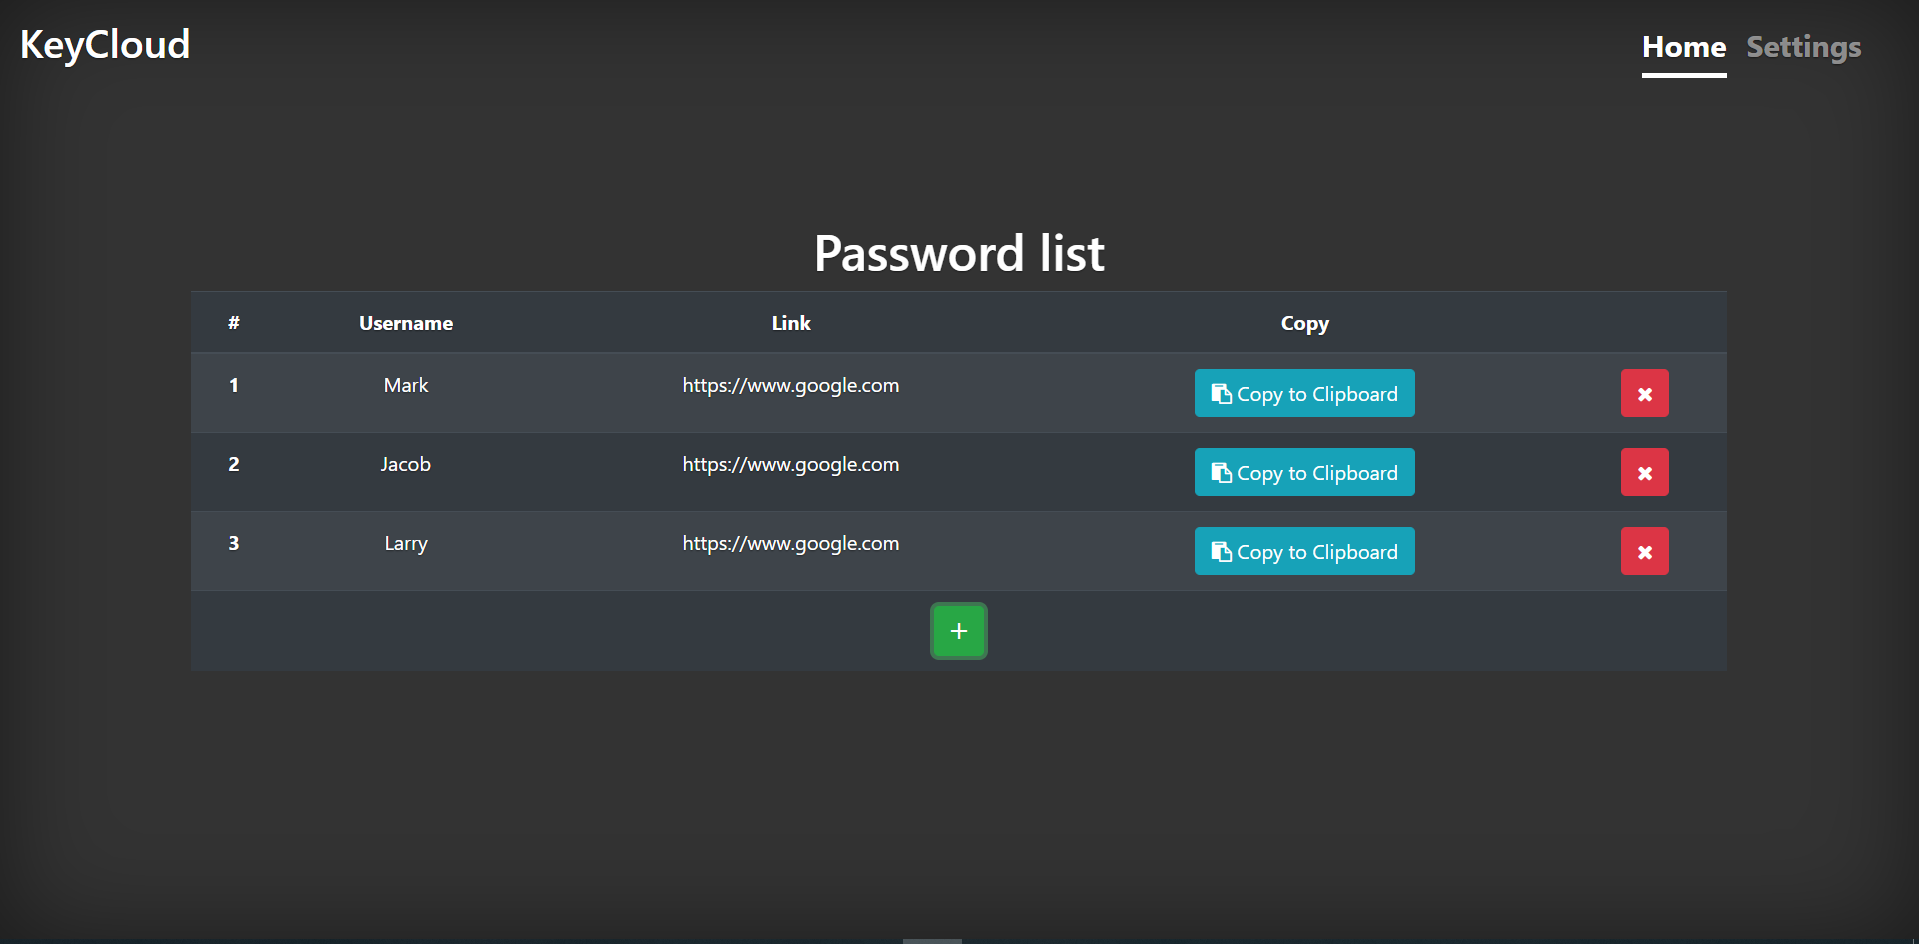 KeyCloud
Home Settings
Password list
# Username Link Copy
1 Mark https://www.google.com Copy to Clipboard
2 Jacob https://www.google.com Copy to Clipboard
3 Larry https://www.google.com Copy to Clipboard
+